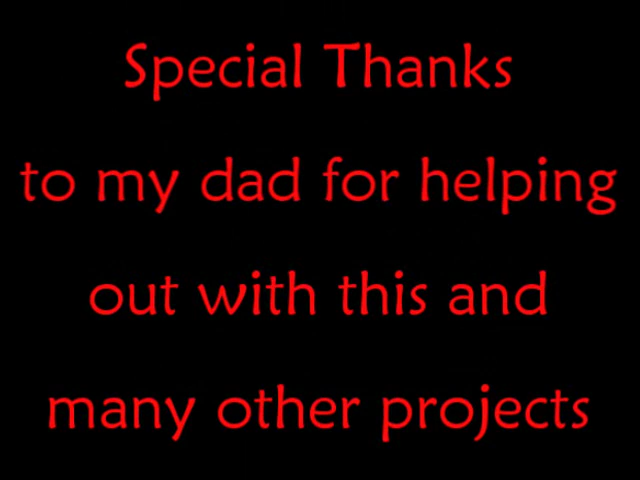 Special Thanks
to my dad for helping
out with this and
many other projects